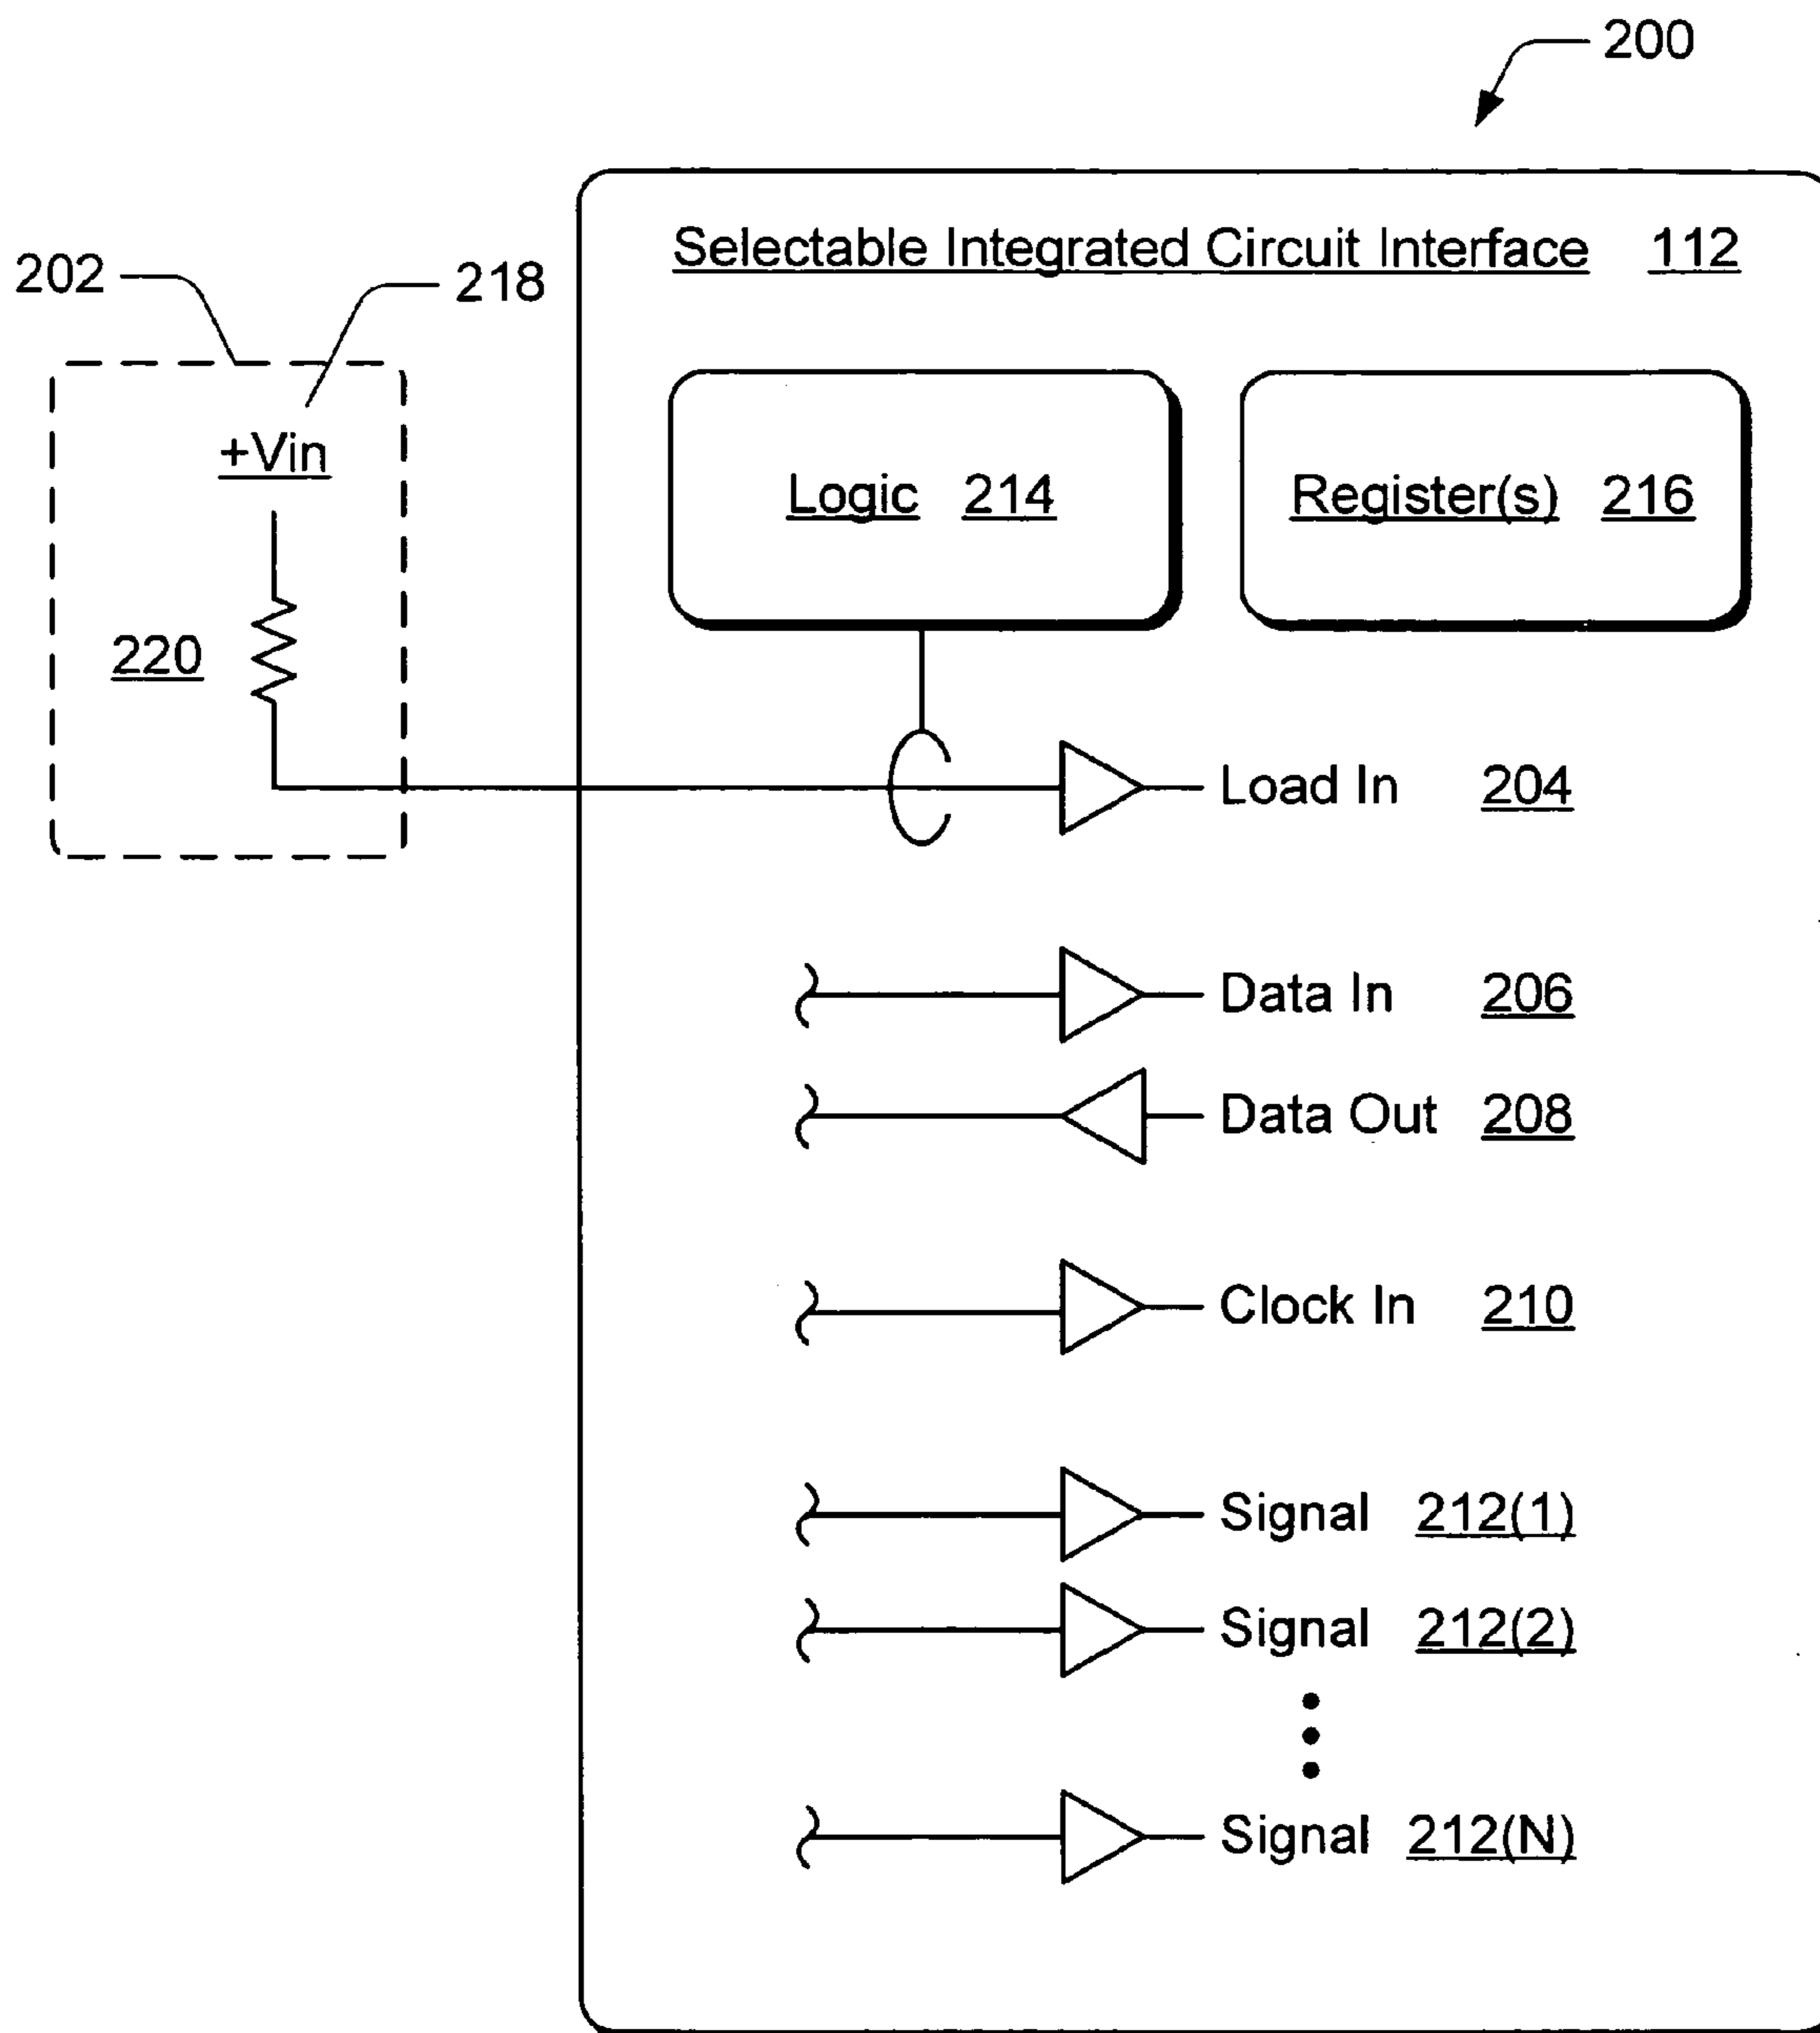 200
Selectable Integrated Circuit Interface 112
202
218
+Vin
Logic 214
Register(s) 216
220
Load In 204
Data In 206
Data Out 208
Clock In 210
Signal 212(1)
Signal 212(2)
Signal 212(N)